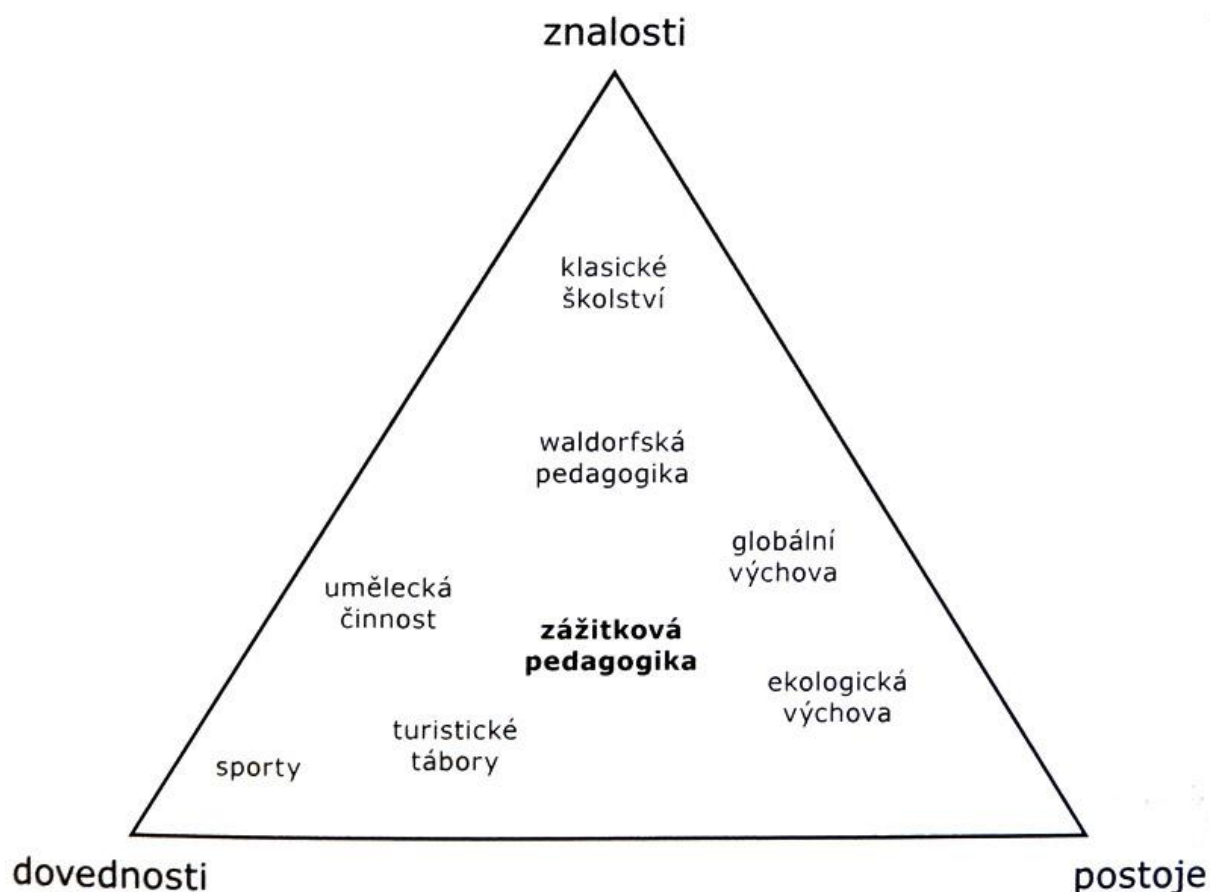 znalosti
klasické
školství
waldorfská
pedagogika
globální
výchova
umělecká
činnost
zážitková
pedagogika
ekologická
výchova
turistické
tábory
sporty
dovednosti
postoje